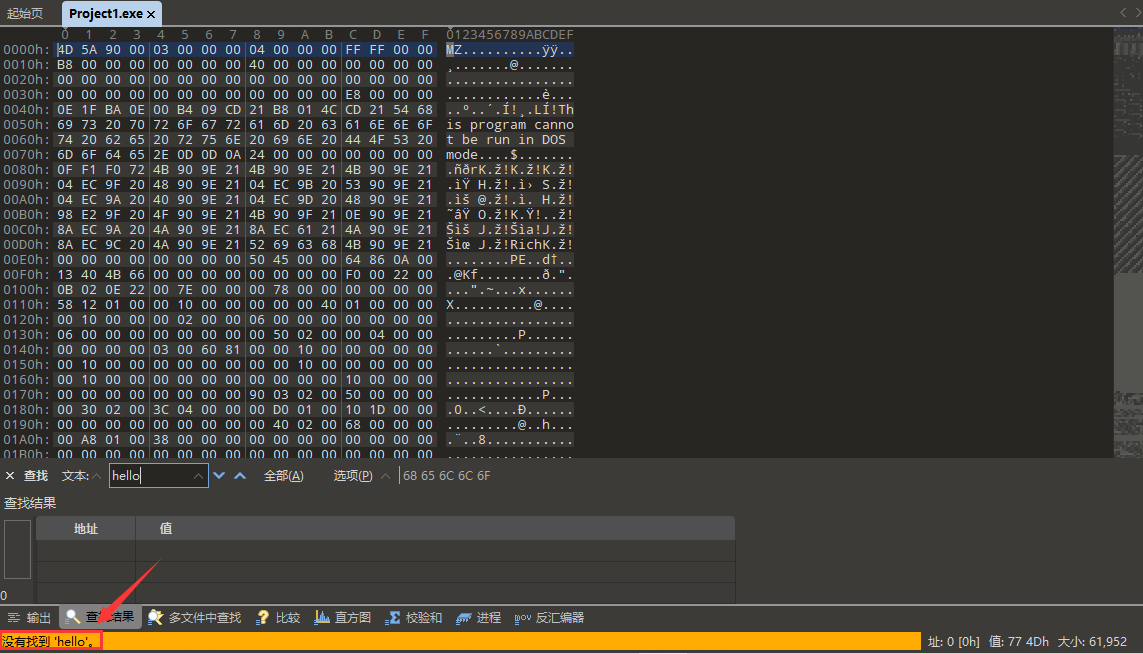 起始页 Project1.exe ×
0 1 2 3 4 5 6 7 8 9 A B C D E F 0123456789ABCDEF
0000h: 4D 5A 90 00 03 00 00 00 04 00 00 00 FF FF 00 00 MZ..........ÿÿ..
0010h: B8 00 00 00 00 00 00 00 40 00 00 00 00 00 00 00 ¸.......@.......
0020h: 00 00 00 00 00 00 00 00 00 00 00 00 00 00 00 00 ................
0030h: 00 00 00 00 00 00 00 00 00 00 00 00 E8 00 00 00 ............è...
0040h: 0E 1F BA 0E 00 B4 09 CD 21 B8 01 4C CD 21 54 68 ..º..´.Í!¸.LÍ!Th
0050h: 69 73 20 70 72 6F 67 72 61 6D 20 63 61 6E 6E 6F is program canno
0060h: 74 20 62 65 20 72 75 6E 20 69 6E 20 44 4F 53 20 t be run in DOS
0070h: 6D 6F 64 65 2E 0D 0D 0A 24 00 00 00 00 00 00 00 mode....$.......
0080h: 0F F1 F0 72 4B 90 9E 21 4B 90 9E 21 4B 90 9E 21 .ñðrK.ž!K.ž!K.ž!
0090h: 04 EC 9F 20 48 90 9E 21 04 EC 9B 20 53 90 9E 21 .ìŸ H.ž!.ì› S.ž!
00A0h: 04 EC 9A 20 40 90 9E 21 04 EC 9D 20 48 90 9E 21 .ìš @.ž!.ì. H.ž!
00B0h: 98 E2 9F 20 4F 90 9E 21 4B 90 9F 21 0E 90 9E 21 ˜âŸ O.ž!K.Ÿ!..ž!
00C0h: 8A EC 9A 20 4A 90 9E 21 8A EC 61 21 4A 90 9E 21 Šìš J.ž!Šìa!J.ž!
00D0h: 8A EC 9C 20 4A 90 9E 21 52 69 63 68 4B 90 9E 21 Šìœ J.ž!RichK.ž!
00E0h: 00 00 00 00 00 00 00 00 50 45 00 00 64 86 0A 00 ........PE..d†..
00F0h: 13 40 4B 66 00 00 00 00 00 00 00 00 F0 00 22 00 .@Kf........ð.".
0100h: 0B 02 0E 22 00 7E 00 00 00 78 00 00 00 00 00 00 ...".~...x......
0110h: 58 12 01 00 00 10 00 00 00 00 00 40 01 00 00 00 X..........@....
0120h: 00 10 00 00 00 02 00 00 06 00 00 00 00 00 00 00 ................
0130h: 06 00 00 00 00 00 00 00 00 50 02 00 00 04 00 00 .........P......
0140h: 00 00 00 00 03 00 60 81 00 00 10 00 00 00 00 00 ......`.........
0150h: 00 10 00 00 00 00 00 00 00 00 10 00 00 00 00 00 ................
0160h: 00 10 00 00 00 00 00 00 00 00 00 00 10 00 00 00 ................
0170h: 00 00 00 00 00 00 00 00 90 03 02 00 50 00 00 00 ............P...
0180h: 00 30 02 00 3C 04 00 00 00 D0 01 00 10 1D 00 00 .0..<....Ð......
0190h: 00 00 00 00 00 00 00 00 00 40 02 00 68 00 00 00 .........@..h...
01A0h: 00 A8 01 00 38 00 00 00 00 00 00 00 00 00 00 00 .¨..8...........
01B0h: 00 00 00 00 00 00 00 00 00 00 00 00 00 00 00 00 ................
× 查找 文本: hello 全部(A) 选项(P) 68 65 6C 6C 6F
查找结果
地址 值
0
输出 查找结果 多文件中查找 比较 直方图 校验和 进程 反汇编器
没有找到 'hello'。 址: 0 [0h] 值: 77 4Dh 大小: 61,952